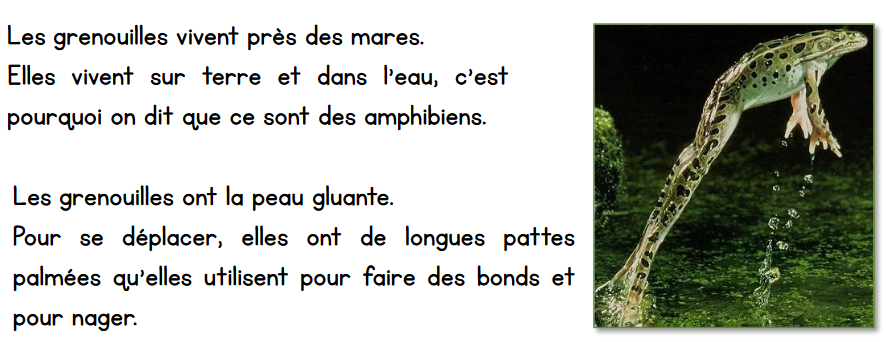 Les grenouilles vivent près des mares.
Elles vivent sur terre et dans l'eau, c'est
pourquoi on dit que ce sont des amphibiens.
Les grenouilles ont la peau gluante.
Pour se déplacer, elles ont de longues pattes
palmées qu'elles utilisent pour faire des bonds et
pour nager.